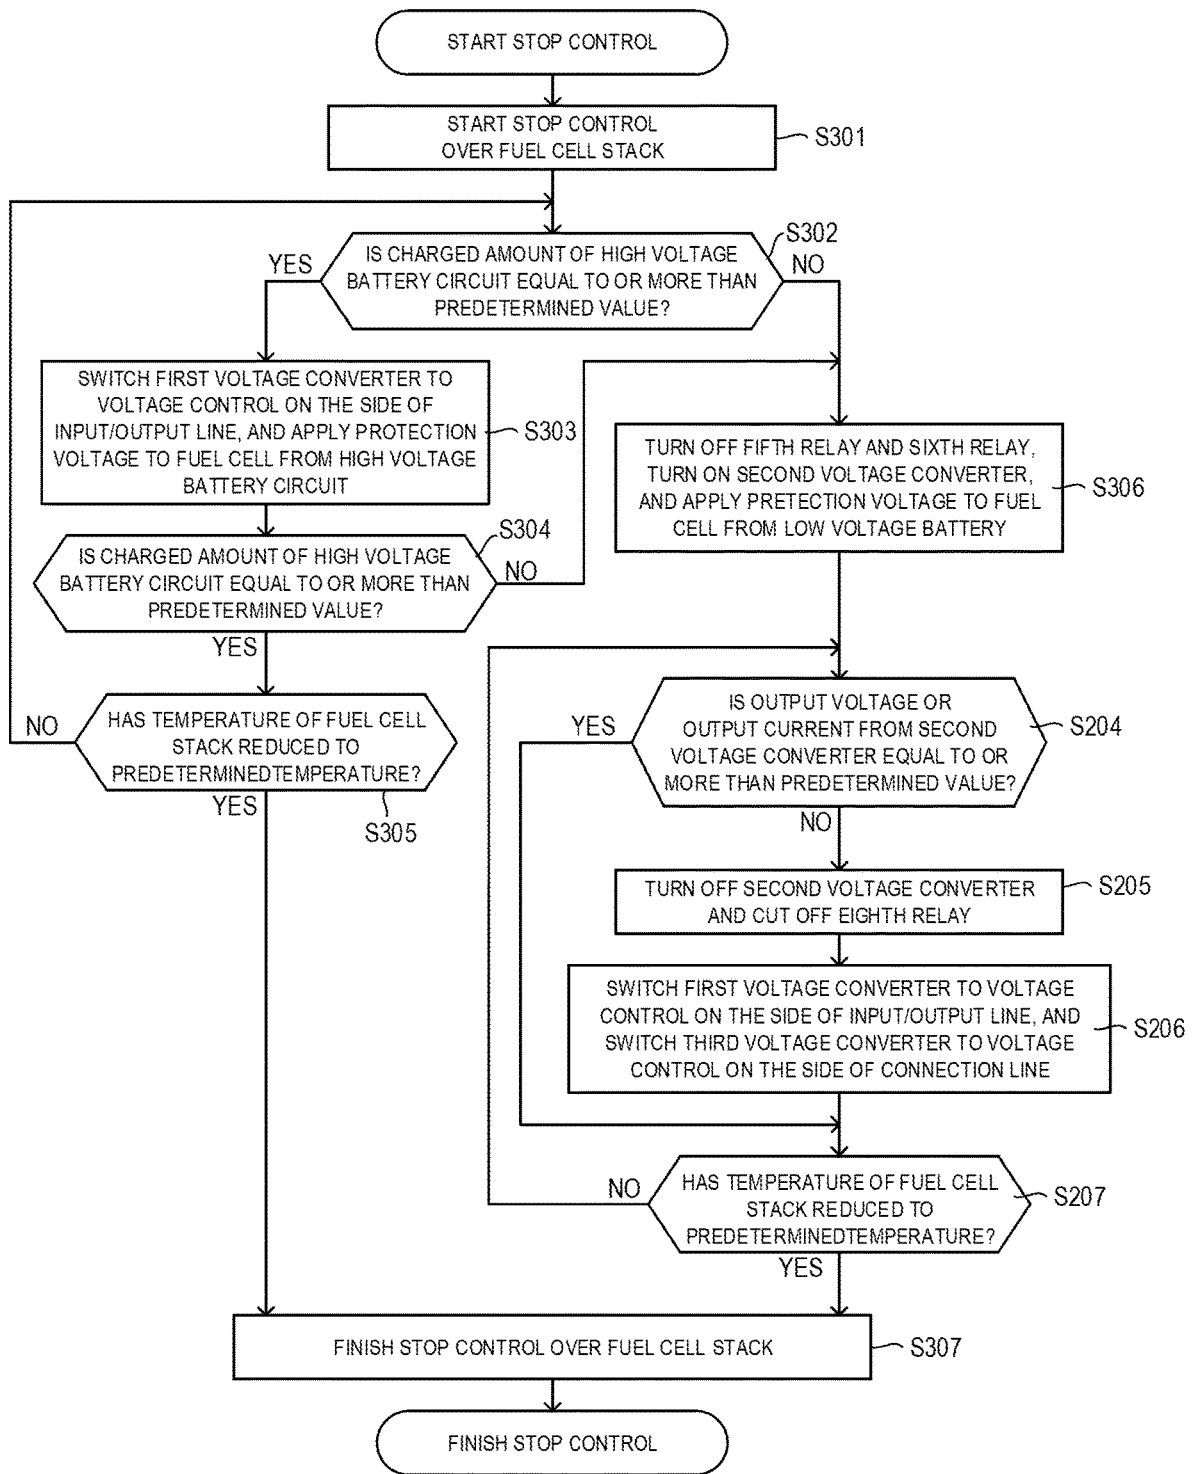 START STOP CONTROL
START STOP CONTROL
OVER FUEL CELL STACK
S301
IS CHARGED AMOUNT OF HIGH VOLTAGE
BATTERY CIRCUIT EQUAL TO OR MORE THAN
PREDETERMINED VALUE?
S302
YES
NO
SWITCH FIRST VOLTAGE CONVERTER TO
VOLTAGE CONTROL ON THE SIDE OF
INPUT/OUTPUT LINE, AND APPLY PROTECTION
VOLTAGE TO FUEL CELL FROM HIGH VOLTAGE
BATTERY CIRCUIT
S303
IS CHARGED AMOUNT OF HIGH VOLTAGE
BATTERY CIRCUIT EQUAL TO OR MORE THAN
PREDETERMINED VALUE?
S304
NO
YES
HAS TEMPERATURE OF FUEL CELL
STACK REDUCED TO
PREDETERMINEDTEMPERATURE?
NO
YES
S305
TURN OFF FIFTH RELAY AND SIXTH RELAY,
TURN ON SECOND VOLTAGE CONVERTER,
AND APPLY PRETECTION VOLTAGE TO FUEL
CELL FROM LOW VOLTAGE BATTERY
S306
IS OUTPUT VOLTAGE OR
OUTPUT CURRENT FROM SECOND
VOLTAGE CONVERTER EQUAL TO OR
MORE THAN PREDETERMINED VALUE?
S204
YES
NO
TURN OFF SECOND VOLTAGE CONVERTER
AND CUT OFF EIGHTH RELAY
S205
SWITCH FIRST VOLTAGE CONVERTER TO VOLTAGE
CONTROL ON THE SIDE OF INPUT/OUTPUT LINE, AND
SWITCH THIRD VOLTAGE CONVERTER TO VOLTAGE
CONTROL ON THE SIDE OF CONNECTION LINE
S206
HAS TEMPERATURE OF FUEL CELL
STACK REDUCED TO
PREDETERMINEDTEMPERATURE?
S207
NO
YES
FINISH STOP CONTROL OVER FUEL CELL STACK
S307
FINISH STOP CONTROL